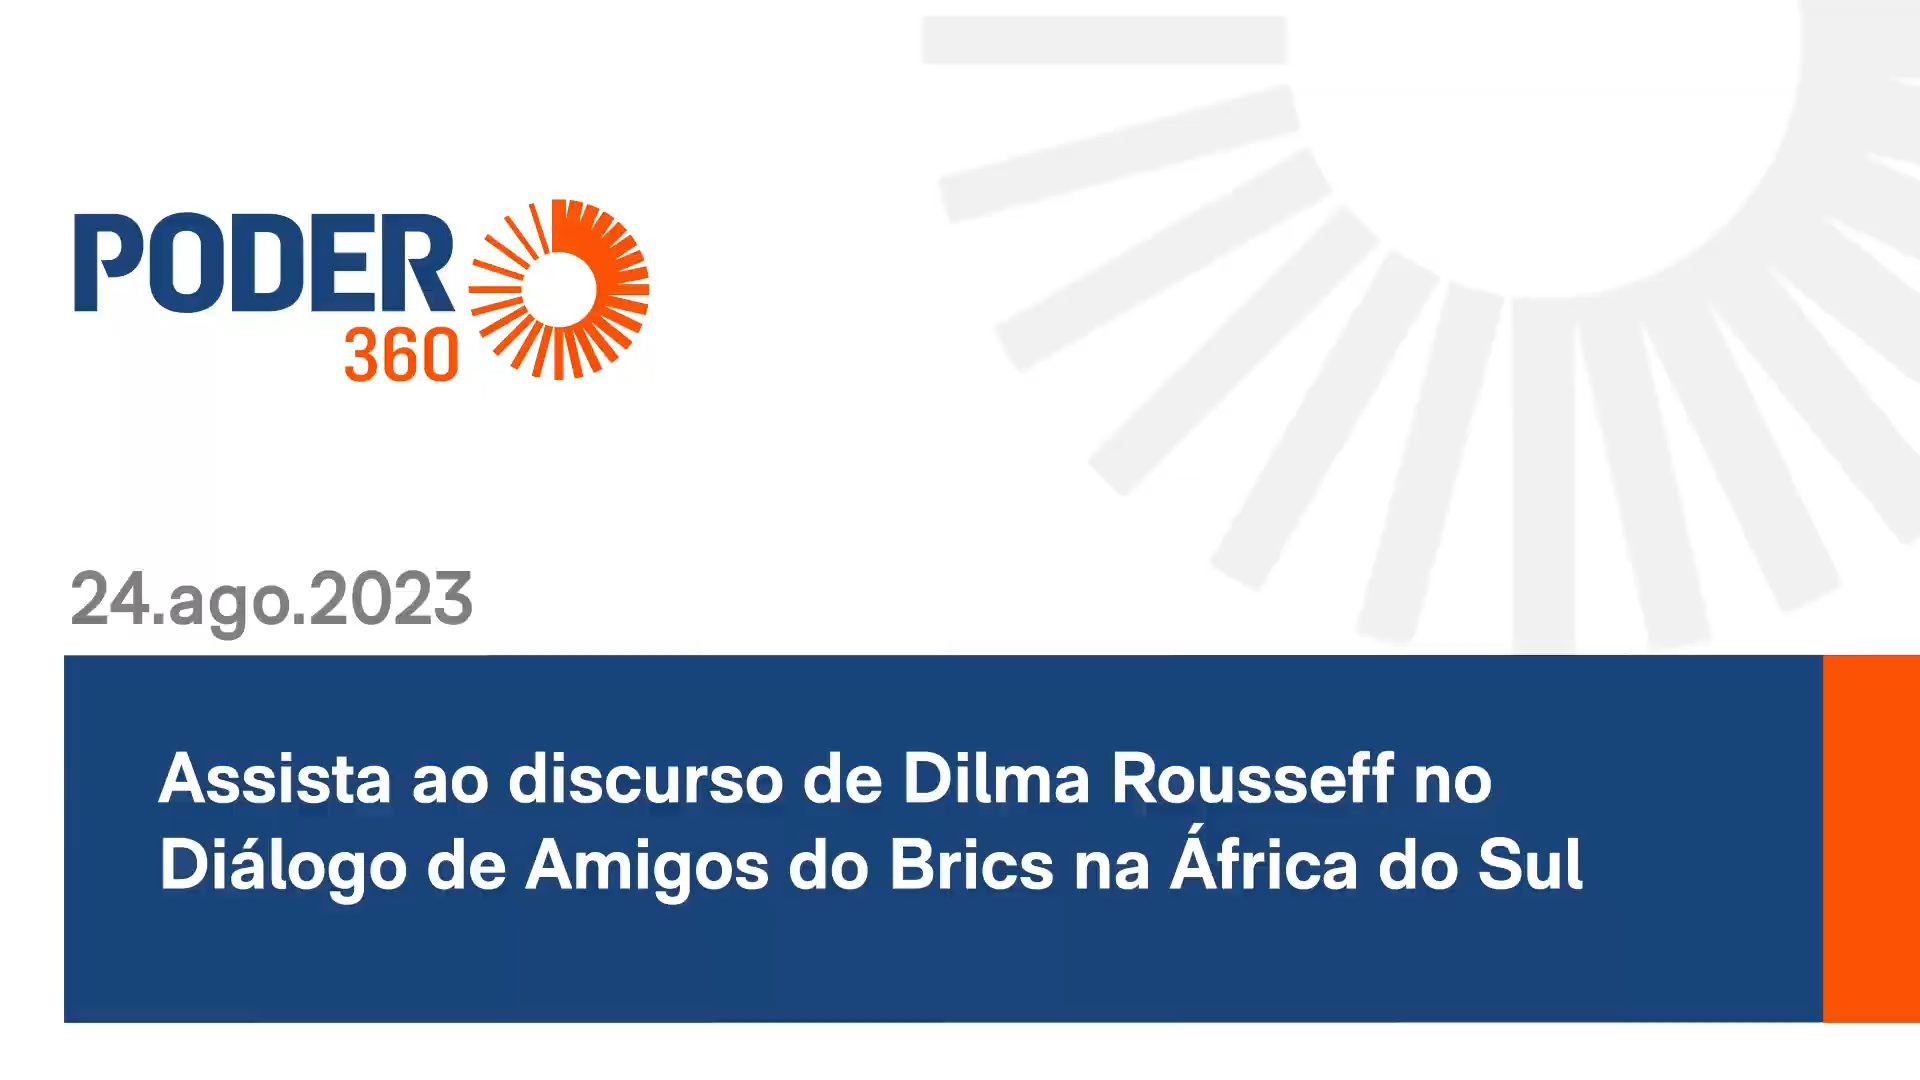 PODER
360
24.ago.2023
Assista ao discurso de Dilma Rousseff no
Diálogo de Amigos do Brics na África do Sul